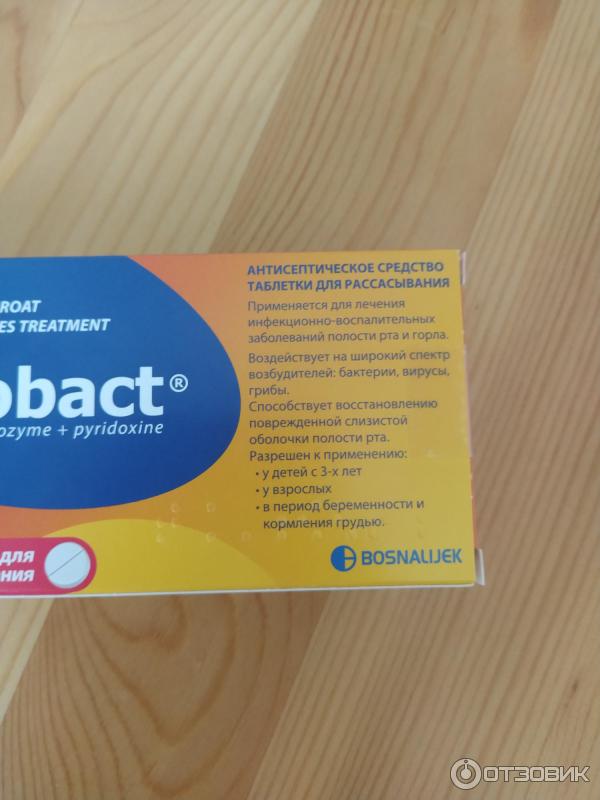 ROAT
ES TREATMENT
obact®
ozyme + pyridoxine
для
ния
АНТИСЕПТИЧЕСКОЕ СРЕДСТВО
ТАБЛЕТКИ ДЛЯ РАССАСЫВАНИЯ
Применяется для лечения
инфекционно-воспалительных
заболеваний полости рта и горла.
Воздействует на широкий спектр
возбудителей: бактерии, вирусы,
грибы.
Способствует восстановлению
поврежденной слизистой
оболочки полости рта.
Разрешен к применению:
• у детей с 3-х лет
• у взрослых
• в период беременности и
кормления грудью.
BOSNALIJEK
ОТЗОВИК